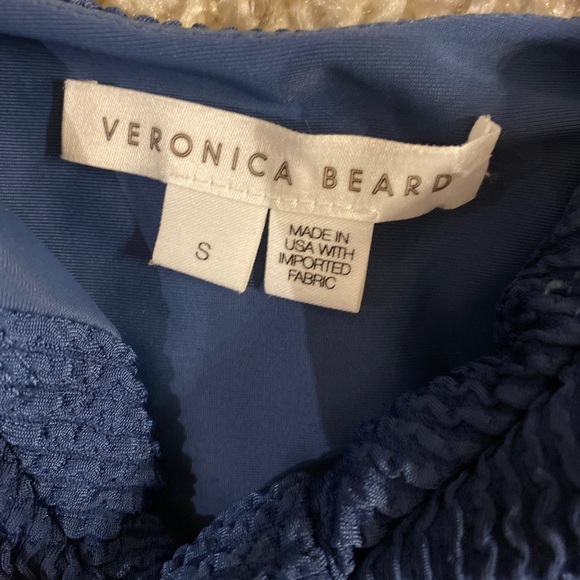 VERONICA BEARD
S
MADE IN
USA WITH
IMPORTED
FABRIC